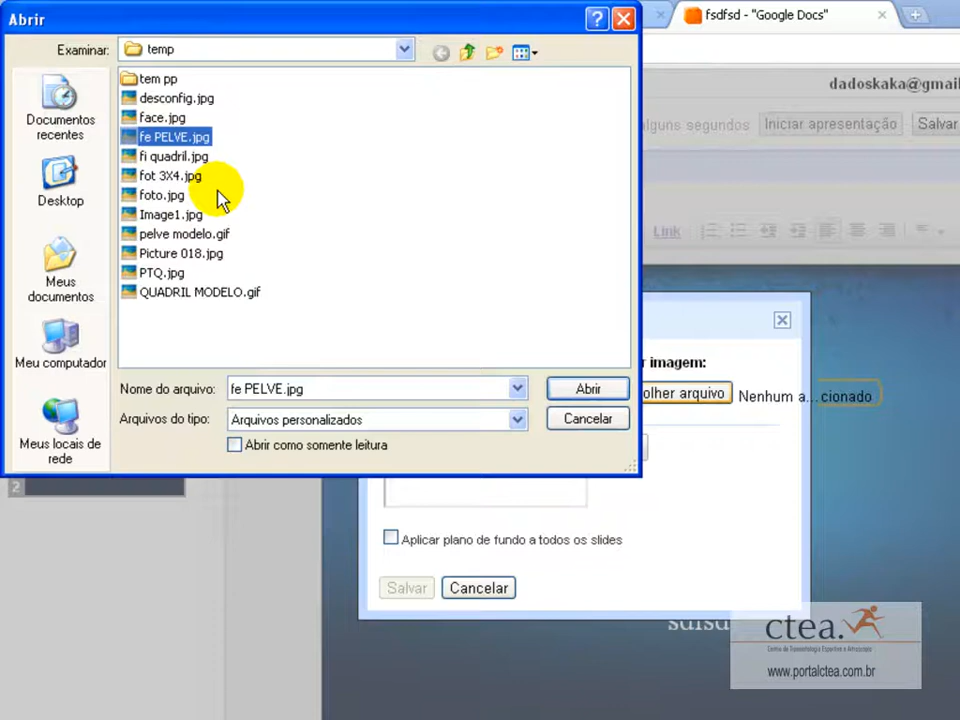 Abrir
fsdfsd - "Google Docs"
Examinar:
temp
dadoskaka@gmail
lguns segundos
Iniciar apresentação
Salvar
Documentos
recentes
Desktop
Meus
documentos
Meu computador
Meus locais de
rede
tem pp
desconfig.jpg
face.jpg
fe PELVE.jpg
fi quadril.jpg
fot 3X4.jpg
foto.jpg
Image1.jpg
pelve modelo.gif
Picture 018.jpg
PTQ.jpg
QUADRIL MODELO.gif
Link
Nome do arquivo:
fe PELVE.jpg
Abrir
Arquivos do tipo:
Arquivos personalizados
Cancelar
Abrir como somente leitura
r imagem:
olher arquivo
Nenhum a...cionado
2
Aplicar plano de fundo a todos os slides
Salvar
Cancelar
ctea.
www.portalctea.com.br